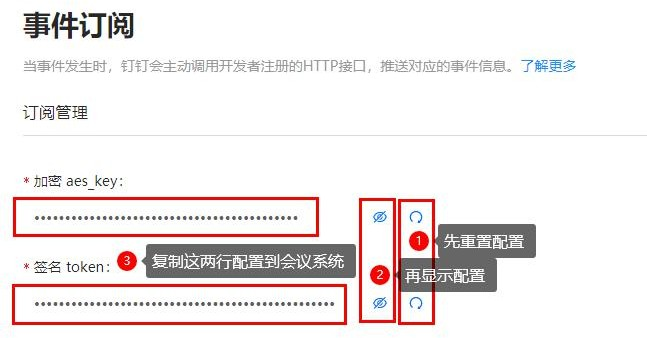 事件订阅
当事件发生时，钉钉会主动调用开发者注册的HTTP接口，推送对应的事件信息。了解更多
订阅管理
* 加密 aes_key：
••••••••••••••••••••••••••••••••••••••••••••
1 先重置配置
* 签名 token：
3 复制这两行配置到会议系统
2 再显示配置
••••••••••••••••••••••••••••••••••••••••••••••••••